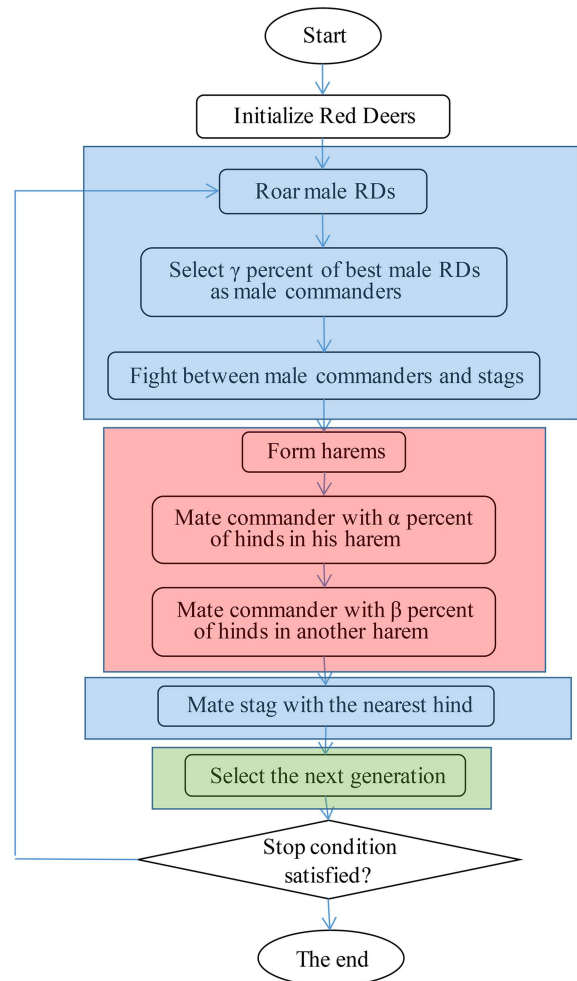 Start
Initialize Red Deers
Roar male RDs
Select γ percent of best male RDs
as male commanders
Fight between male commanders and stags
Form harems
Mate commander with α percent
of hinds in his harem
Mate commander with β percent
of hinds in another harem
Mate stag with the nearest hind
Select the next generation
Stop condition
satisfied?
The end